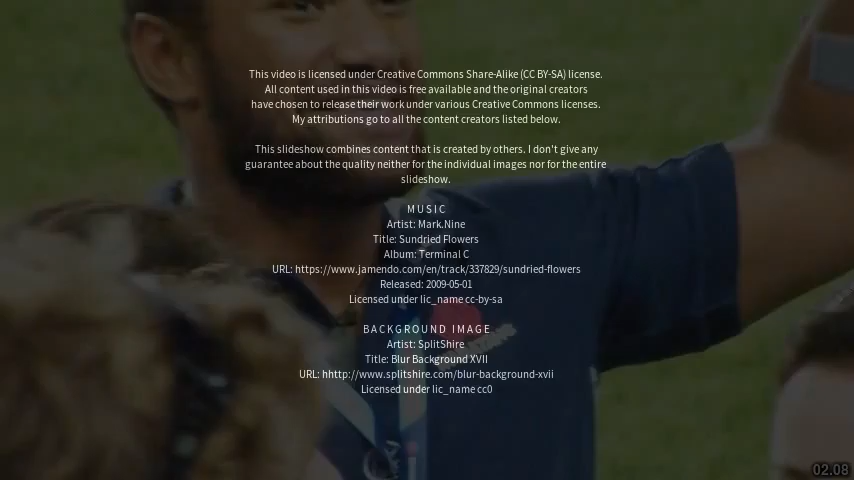 This video is licensed under Creative Commons Share-Alike (CC BY-SA) license.
All content used in this video is free available and the original creators
have chosen to release their work under various Creative Commons licenses.
My attributions go to all the content creators listed below.
This slideshow combines content that is created by others. I don't give any
guarantee about the quality neither for the individual images nor for the entire
slideshow.
MUSIC
Artist: Mark.Nine
Title: Sundried Flowers
Album: Terminal C
URL: https://www.jamendo.com/en/track/337829/sundried-flowers
Released: 2009-05-01
Licensed under lic_name cc-by-sa
BACKGROUND IMAGE
Artist: SplitShire
Title: Blur Background XVII
URL: hhttp://www.splitshire.com/blur-background-xvii
Licensed under lic_name cc0
02.08